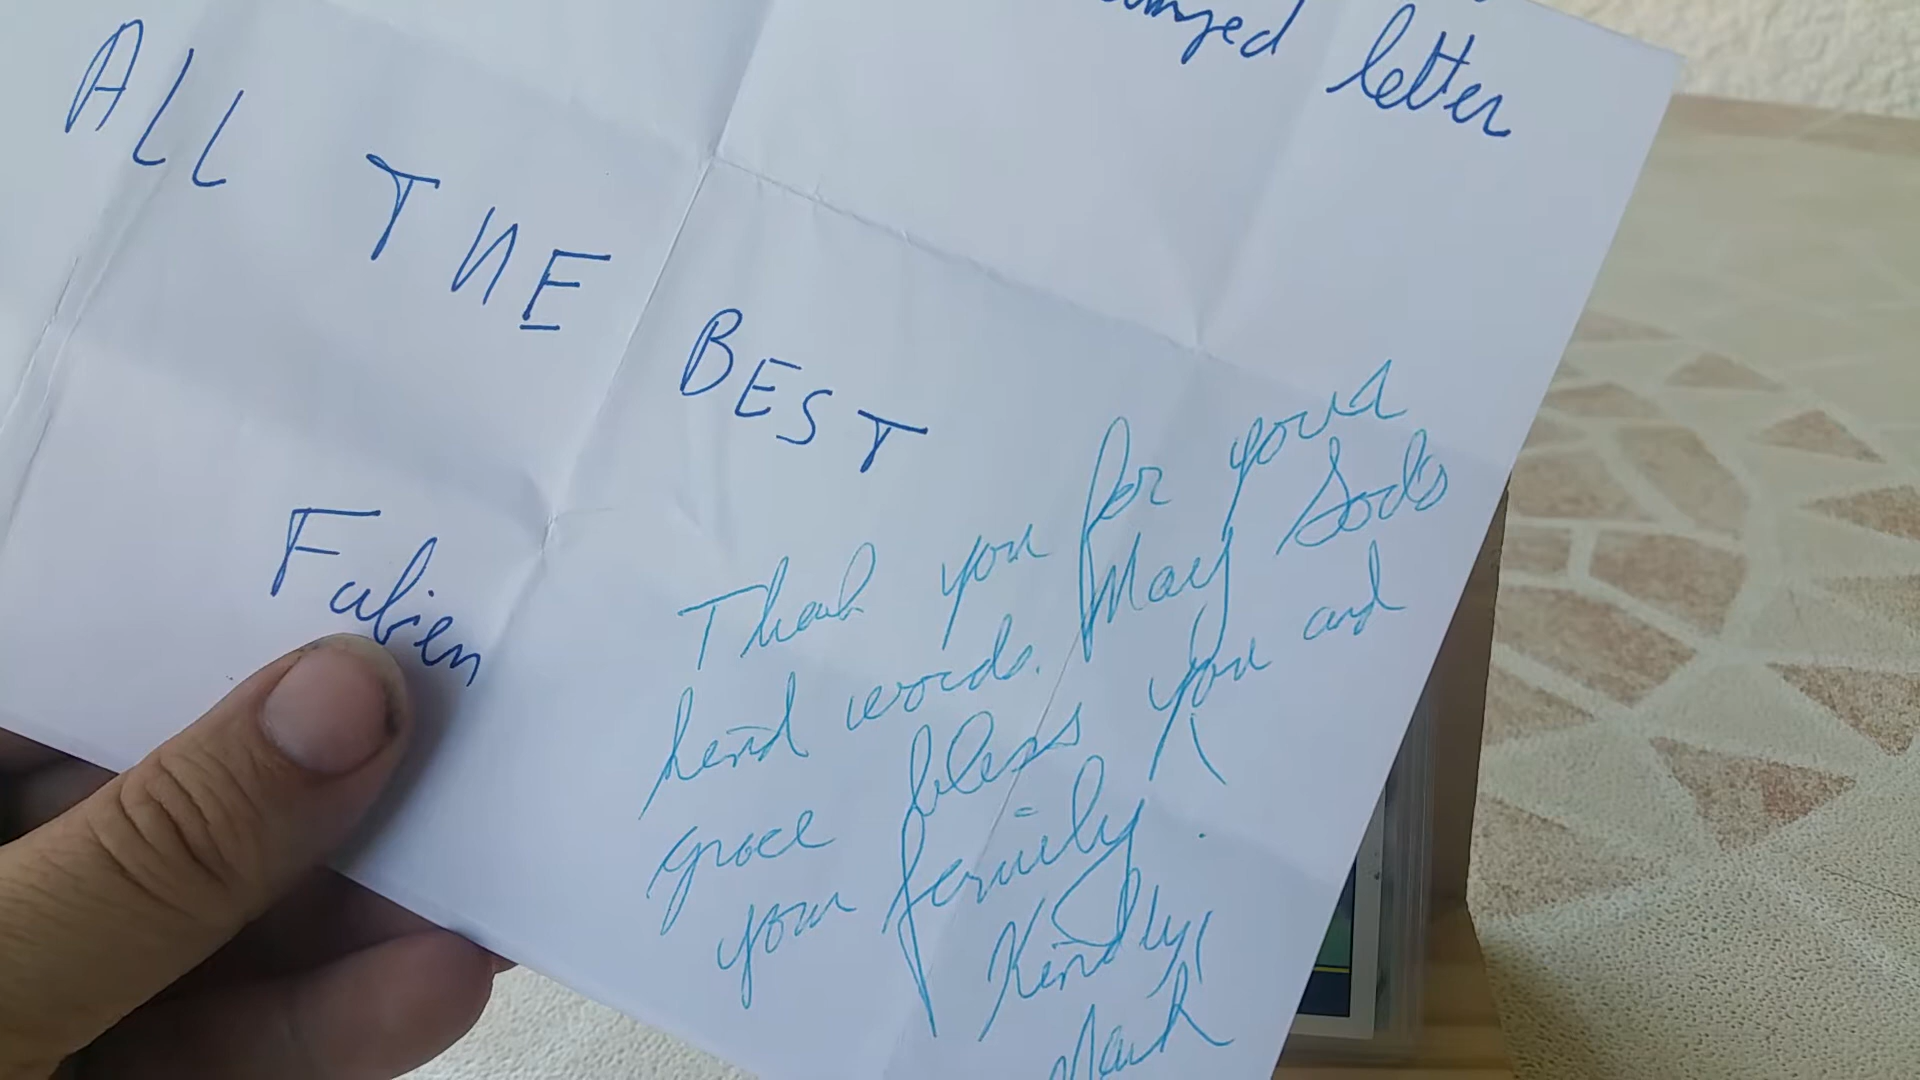 letter
ALL THE BEST
Fabien
Thank you for your
kind words. May God's
grace bless you and
your family.
Kindly,
Mark